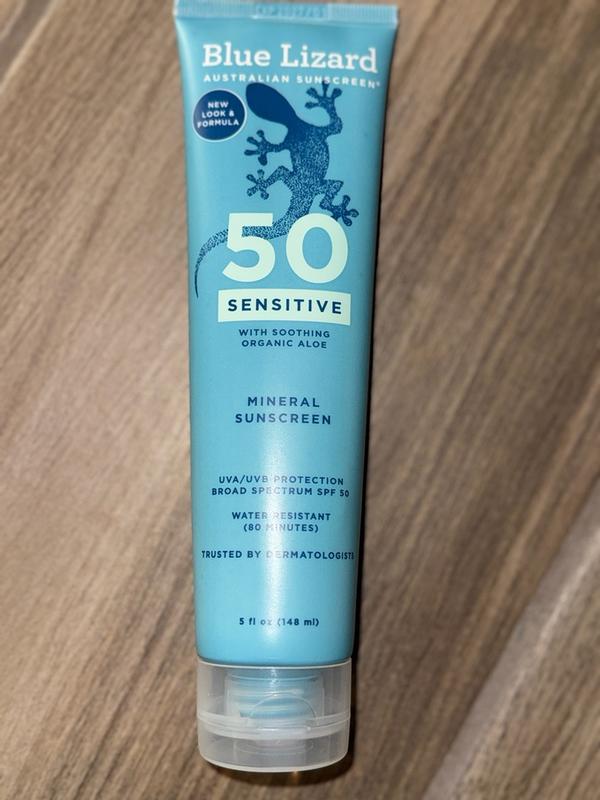 Blue Lizard
AUSTRALIAN SUNSCREEN®
NEW
LOOK &
FORMULA
50
SENSITIVE
WITH SOOTHING
ORGANIC ALOE
MINERAL
SUNSCREEN
UVA/UVB PROTECTION
BROAD SPECTRUM SPF 50
WATER RESISTANT
(80 MINUTES)
TRUSTED BY DERMATOLOGISTS
5 fl oz (148 ml)